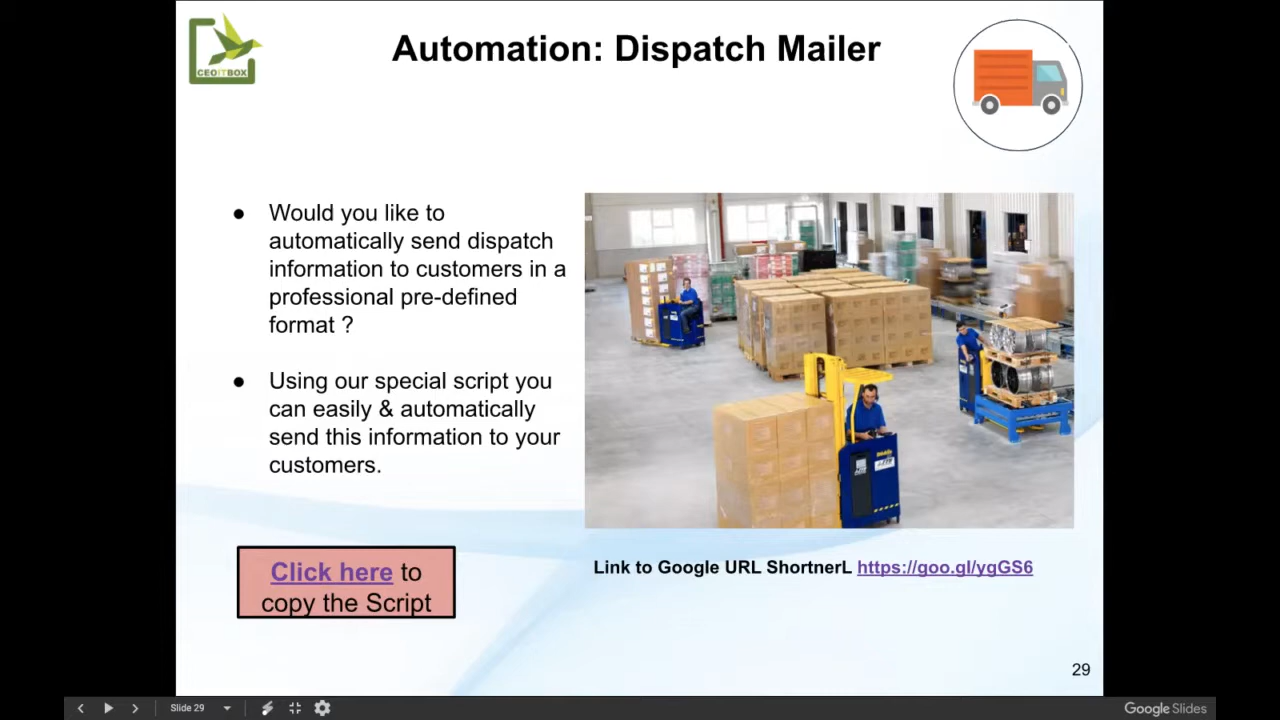 CEOITBOX
Automation: Dispatch Mailer
● Would you like to
automatically send dispatch
information to customers in a
professional pre-defined
format ?
● Using our special script you
can easily & automatically
send this information to your
customers.
Click here to
copy the Script
Link to Google URL ShortnerL https://goo.gl/ygGS6
29
Slide 29
Google Slides